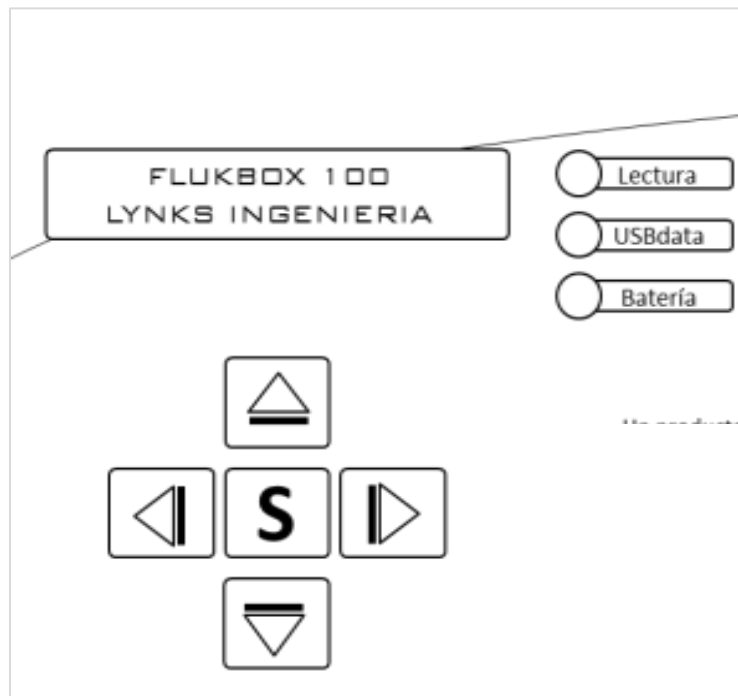 FLUKBOX 100
LYNKS INGENIERIA
Lectura
USBdata
Batería
S